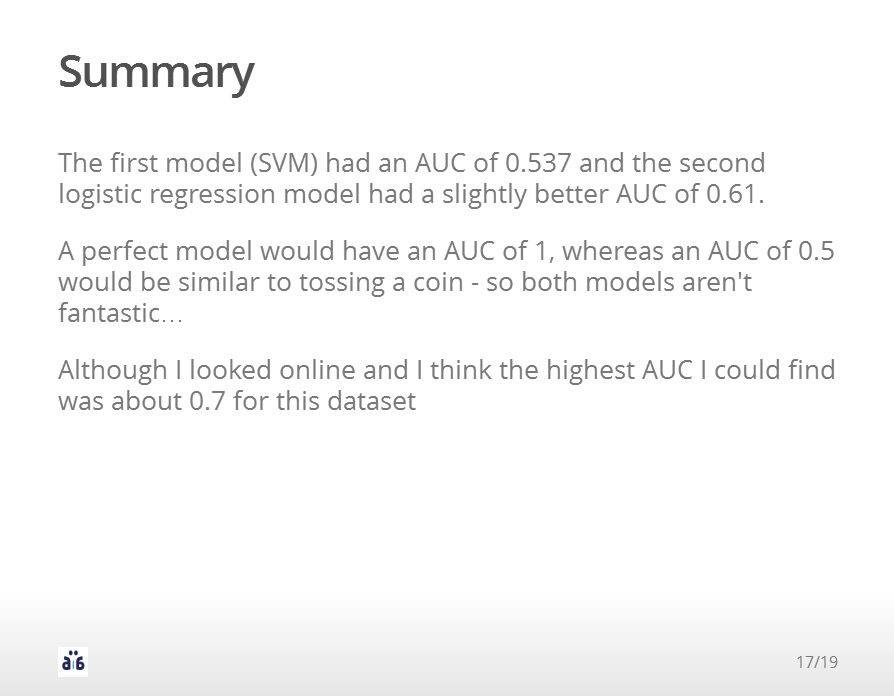 Summary
The first model (SVM) had an AUC of 0.537 and the second
logistic regression model had a slightly better AUC of 0.61.
A perfect model would have an AUC of 1, whereas an AUC of 0.5
would be similar to tossing a coin - so both models aren't
fantastic…
Although I looked online and I think the highest AUC I could find
was about 0.7 for this dataset
17/19